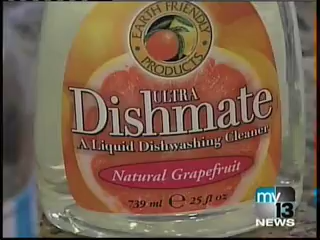 EARTH FRIENDLY
PRODUCTS
ULTRA
Dishmate
A Liquid Dishwashing Cleaner
Natural Grapefruit
739 ml e 25 fl oz
my
13
NEWS